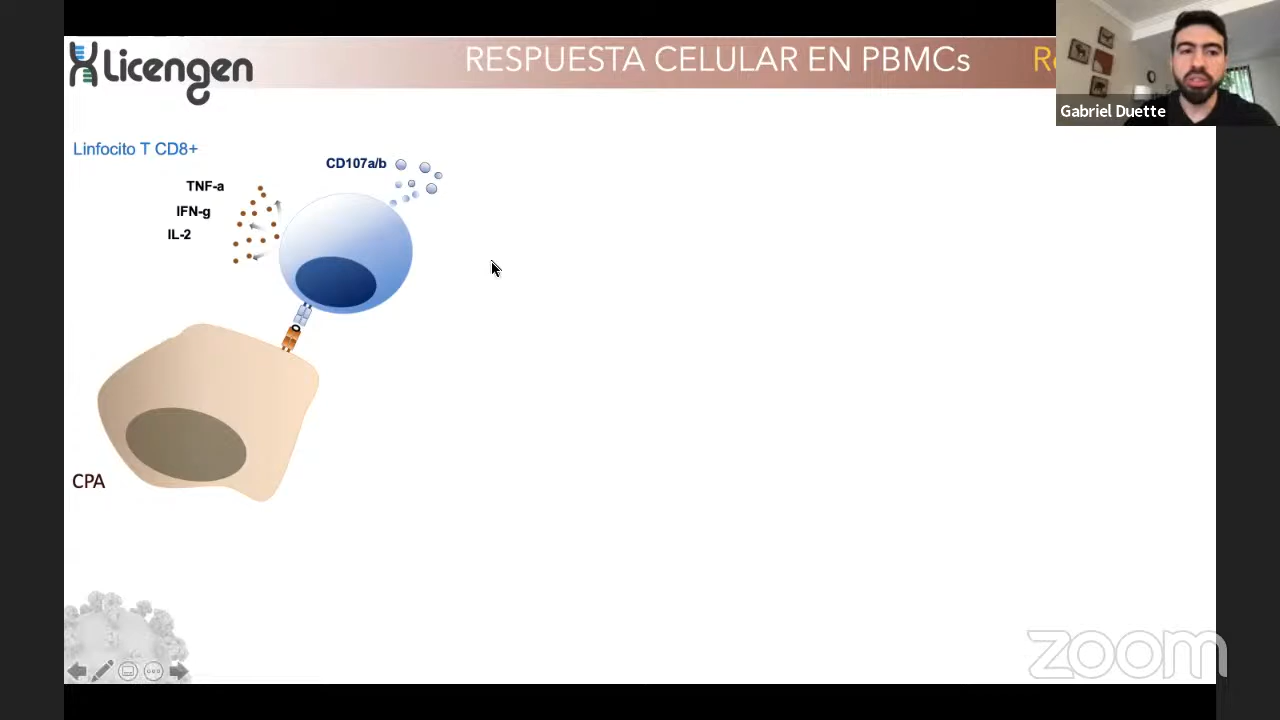 Licengen
RESPUESTA CELULAR EN PBMCs
Gabriel Duette
Linfocito T CD8+
CD107a/b
TNF-a
IFN-g
IL-2
CPA
zoom